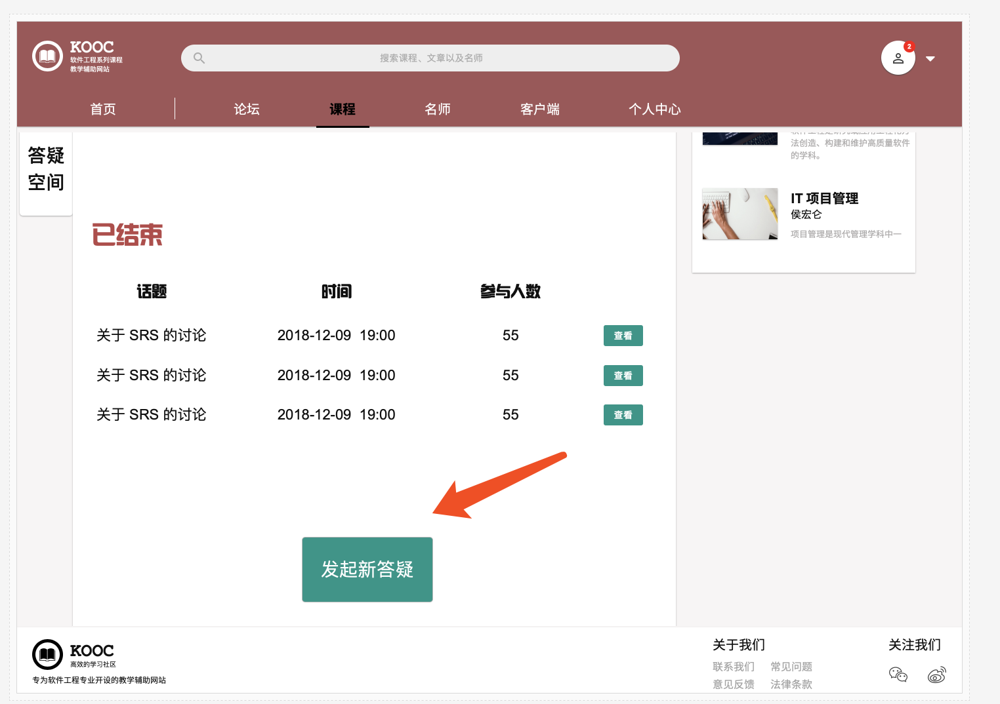 KOOC
软件工程系列课程
教学辅助网站
搜索课程、文章以及名师
2
首页
论坛
课程
名师
客户端
个人中心
答疑
空间
法创造、构建和维护高质量软件
的学科。
IT 项目管理
侯宏仑
项目管理是现代管理学科中一
已结束
话题 时间 参与人数
关于 SRS 的讨论 2018-12-09 19:00 55 查看
关于 SRS 的讨论 2018-12-09 19:00 55 查看
关于 SRS 的讨论 2018-12-09 19:00 55 查看
发起新答疑
KOOC
高效的学习社区
专为软件工程专业开设的教学辅助网站
关于我们
联系我们 常见问题
意见反馈 法律条款
关注我们